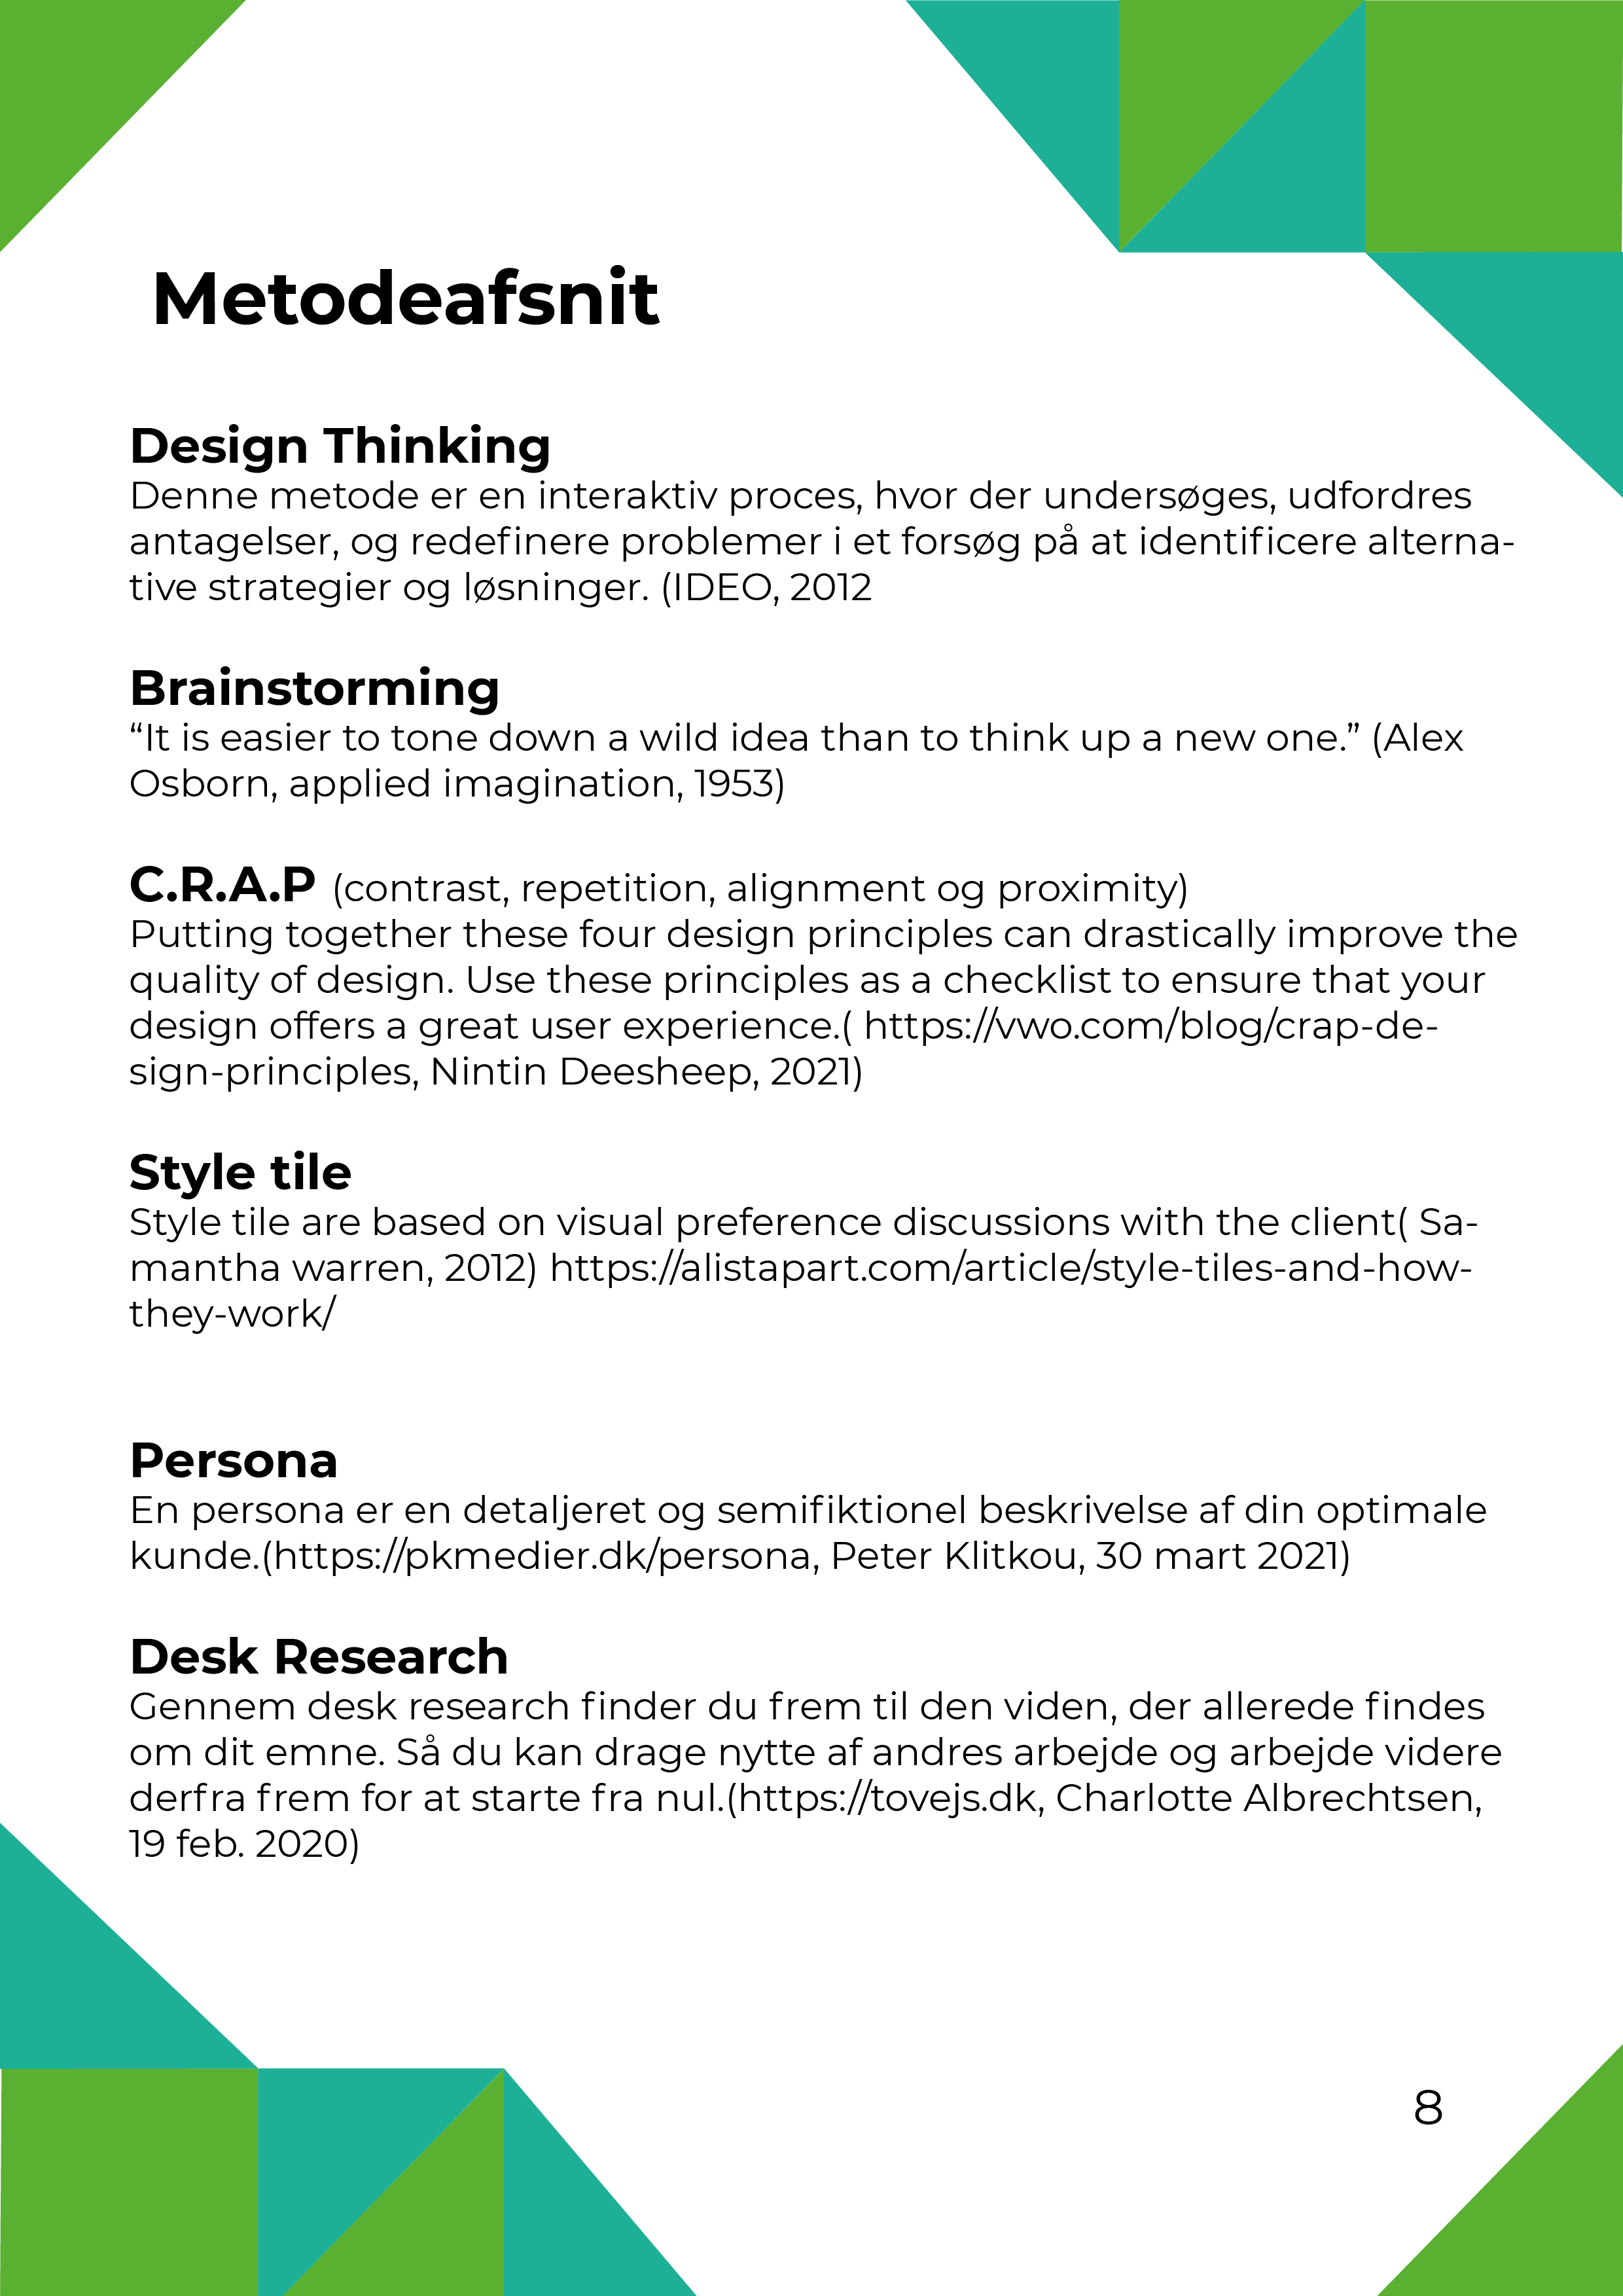 Metodeafsnit
Design Thinking
Denne metode er en interaktiv proces, hvor der undersøges, udfordres
antagelser, og redefinere problemer i et forsøg på at identificere alterna-
tive strategier og løsninger. (IDEO, 2012
Brainstorming
“It is easier to tone down a wild idea than to think up a new one.” (Alex
Osborn, applied imagination, 1953)
C.R.A.P (contrast, repetition, alignment og proximity)
Putting together these four design principles can drastically improve the
quality of design. Use these principles as a checklist to ensure that your
design offers a great user experience.( https://vwo.com/blog/crap-de-
sign-principles, Nintin Deesheep, 2021)
Style tile
Style tile are based on visual preference discussions with the client( Sa-
mantha warren, 2012) https://alistapart.com/article/style-tiles-and-how-
they-work/
Persona
En persona er en detaljeret og semifiktionel beskrivelse af din optimale
kunde.(https://pkmedier.dk/persona, Peter Klitkou, 30 mart 2021)
Desk Research
Gennem desk research finder du frem til den viden, der allerede findes
om dit emne. Så du kan drage nytte af andres arbejde og arbejde videre
derfra frem for at starte fra nul.(https://tovejs.dk, Charlotte Albrechtsen,
19 feb. 2020)
8